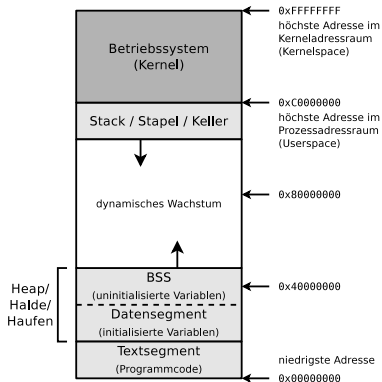 0xFFFFFFFF
höchste Adresse im
Kerneladressraum
(Kernelspace)
Betriebssystem
(Kernel)
0xC0000000
höchste Adresse im
Prozessadressraum
(Userspace)
Stack / Stapel / Keller
dynamisches Wachstum
0x80000000
Heap/
Halde/
Haufen
BSS
(uninitialisierte Variablen)
0x40000000
Datensegment
(initialisierte Variablen)
Textsegment
(Programmcode)
niedrigste Adresse
0x00000000